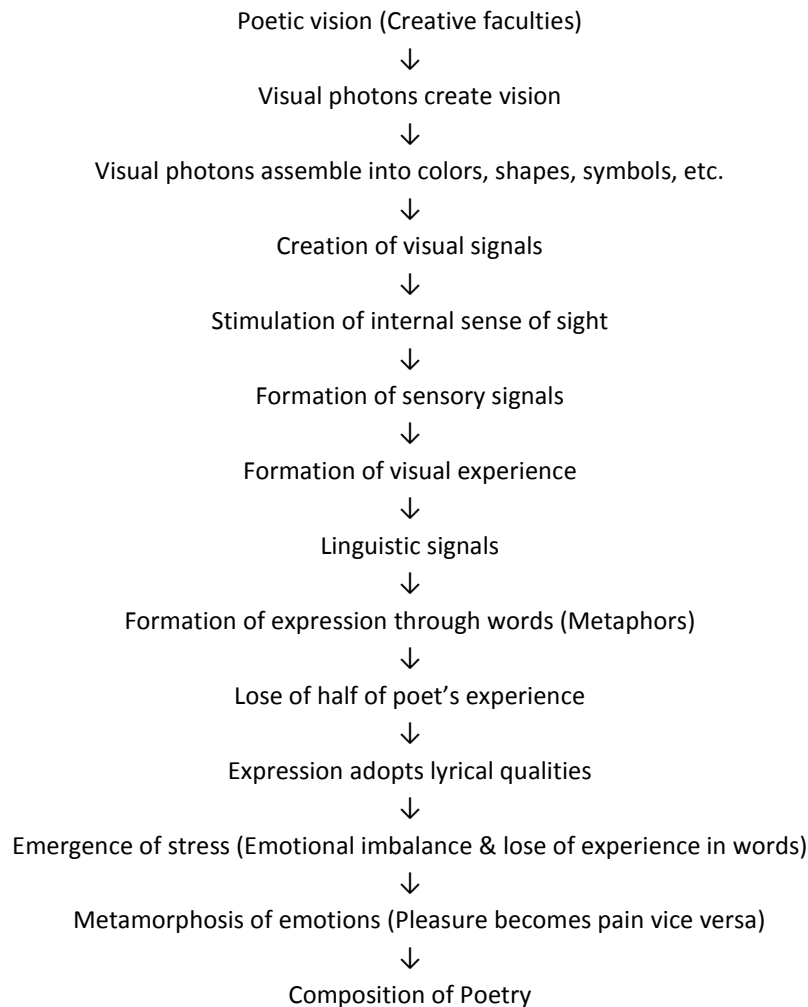 Poetic vision (Creative faculties)
↓
Visual photons create vision
↓
Visual photons assemble into colors, shapes, symbols, etc.
↓
Creation of visual signals
↓
Stimulation of internal sense of sight
↓
Formation of sensory signals
↓
Formation of visual experience
↓
Linguistic signals
↓
Formation of expression through words (Metaphors)
↓
Lose of half of poet’s experience
↓
Expression adopts lyrical qualities
↓
Emergence of stress (Emotional imbalance & lose of experience in words)
↓
Metamorphosis of emotions (Pleasure becomes pain vice versa)
↓
Composition of Poetry